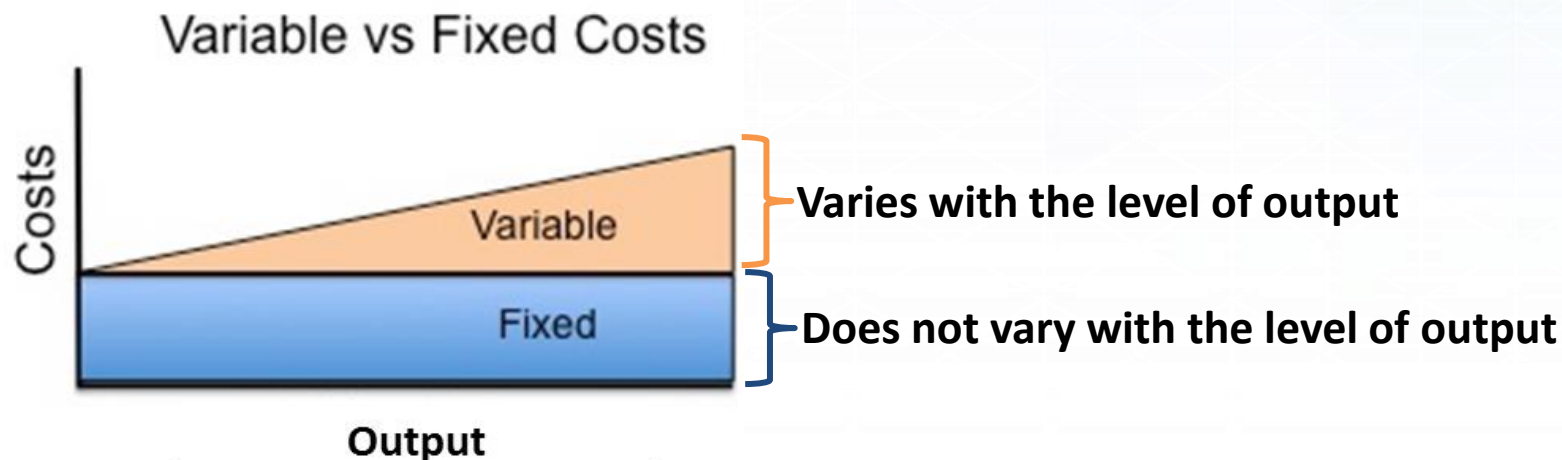 Variable vs Fixed Costs
Costs
Variable
Varies with the level of output
Fixed
Does not vary with the level of output
Output